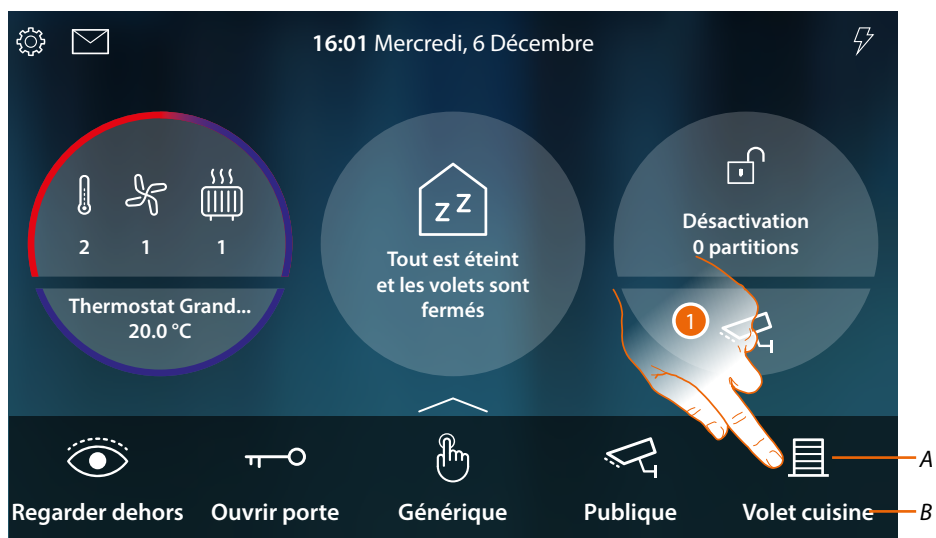 16:01 Mercredi, 6 Décembre
2 1 1
Thermostat Grand...
20.0 °C
zZ
Tout est éteint
et les volets sont
fermés
Désactivation
0 partitions
1
Regarder dehors
Ouvrir porte
Générique
Publique
Volet cuisine
A
B